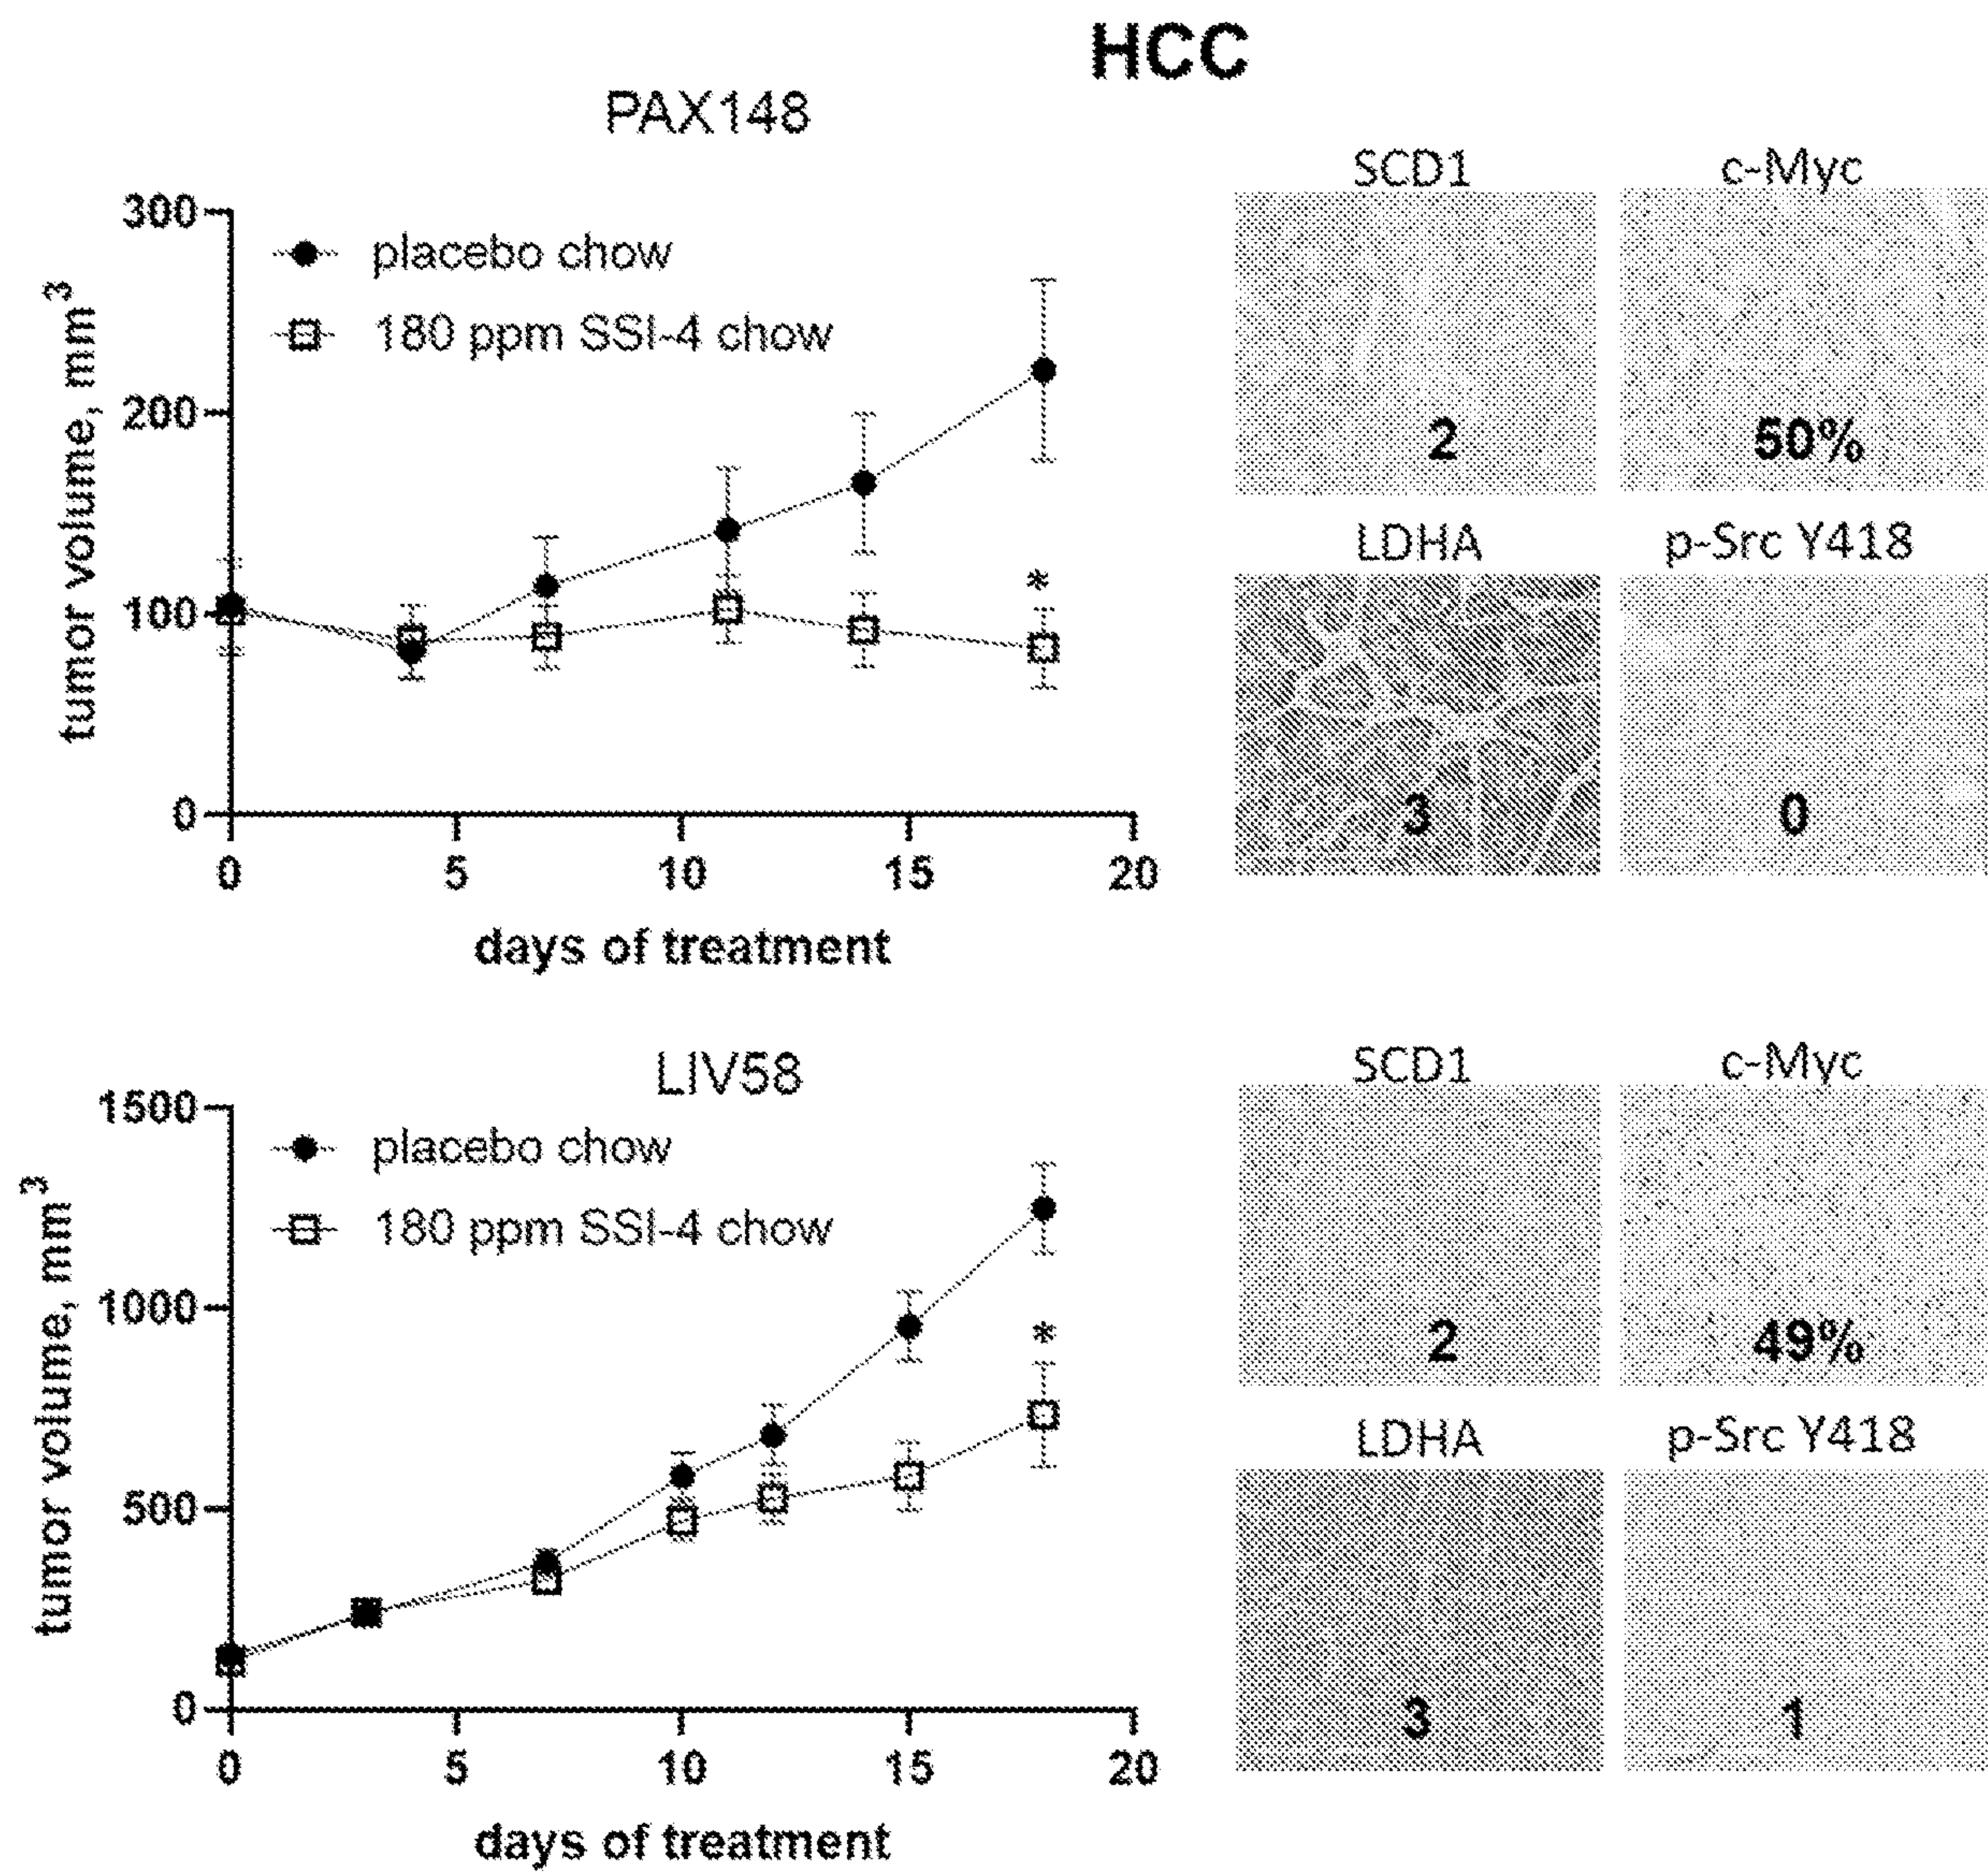 HCC
PAX148
tumor volume, mm³
300
200
100
0
placebo chow
180 ppm SSI-4 chow
*
0 5 10 15 20
days of treatment
SCD1 c-Myc
2 50%
LDHA p-Src Y418
3 0
LIV58
tumor volume, mm³
1500
1000
500
0
placebo chow
180 ppm SSI-4 chow
*
0 5 10 15 20
days of treatment
SCD1 c-Myc
2 49%
LDHA p-Src Y418
3 1